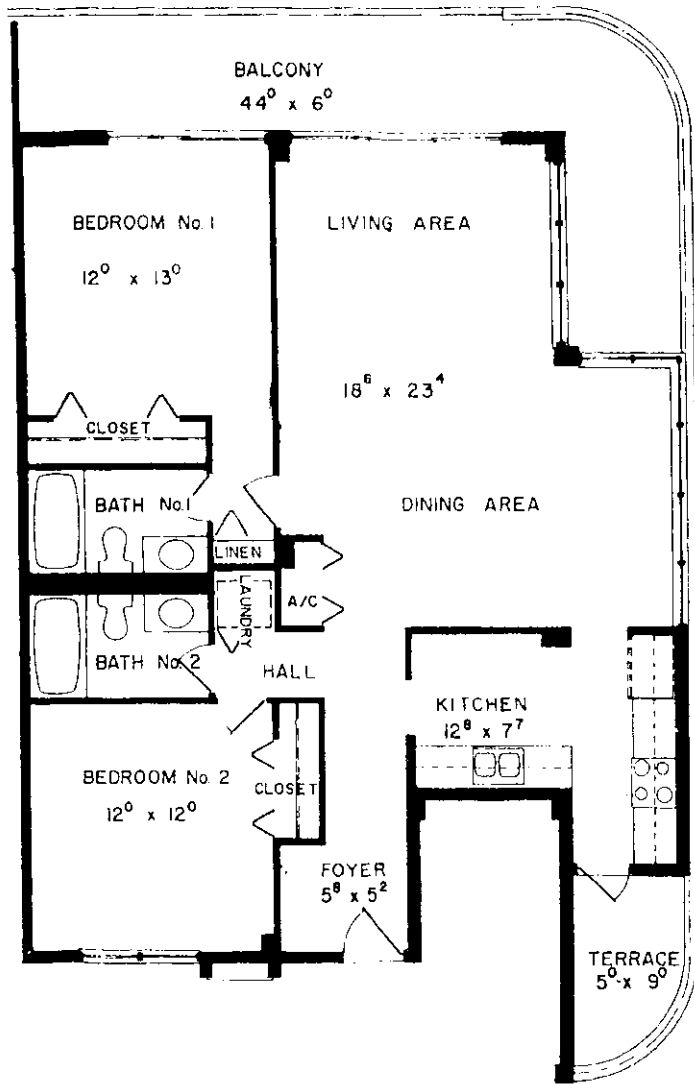 BALCONY
44⁰ x 6⁰
BEDROOM No. 1
12⁰ x 13⁰
LIVING AREA
18⁶ x 23⁴
CLOSET
BATH No. 1
DINING AREA
LINEN
LAUNDRY
A/C
BATH No. 2
HALL
KITCHEN
12⁸ x 7⁷
BEDROOM No. 2
12⁰ x 12⁰
CLOSET
FOYER
5⁸ x 5²
TERRACE
5⁰ x 9⁰